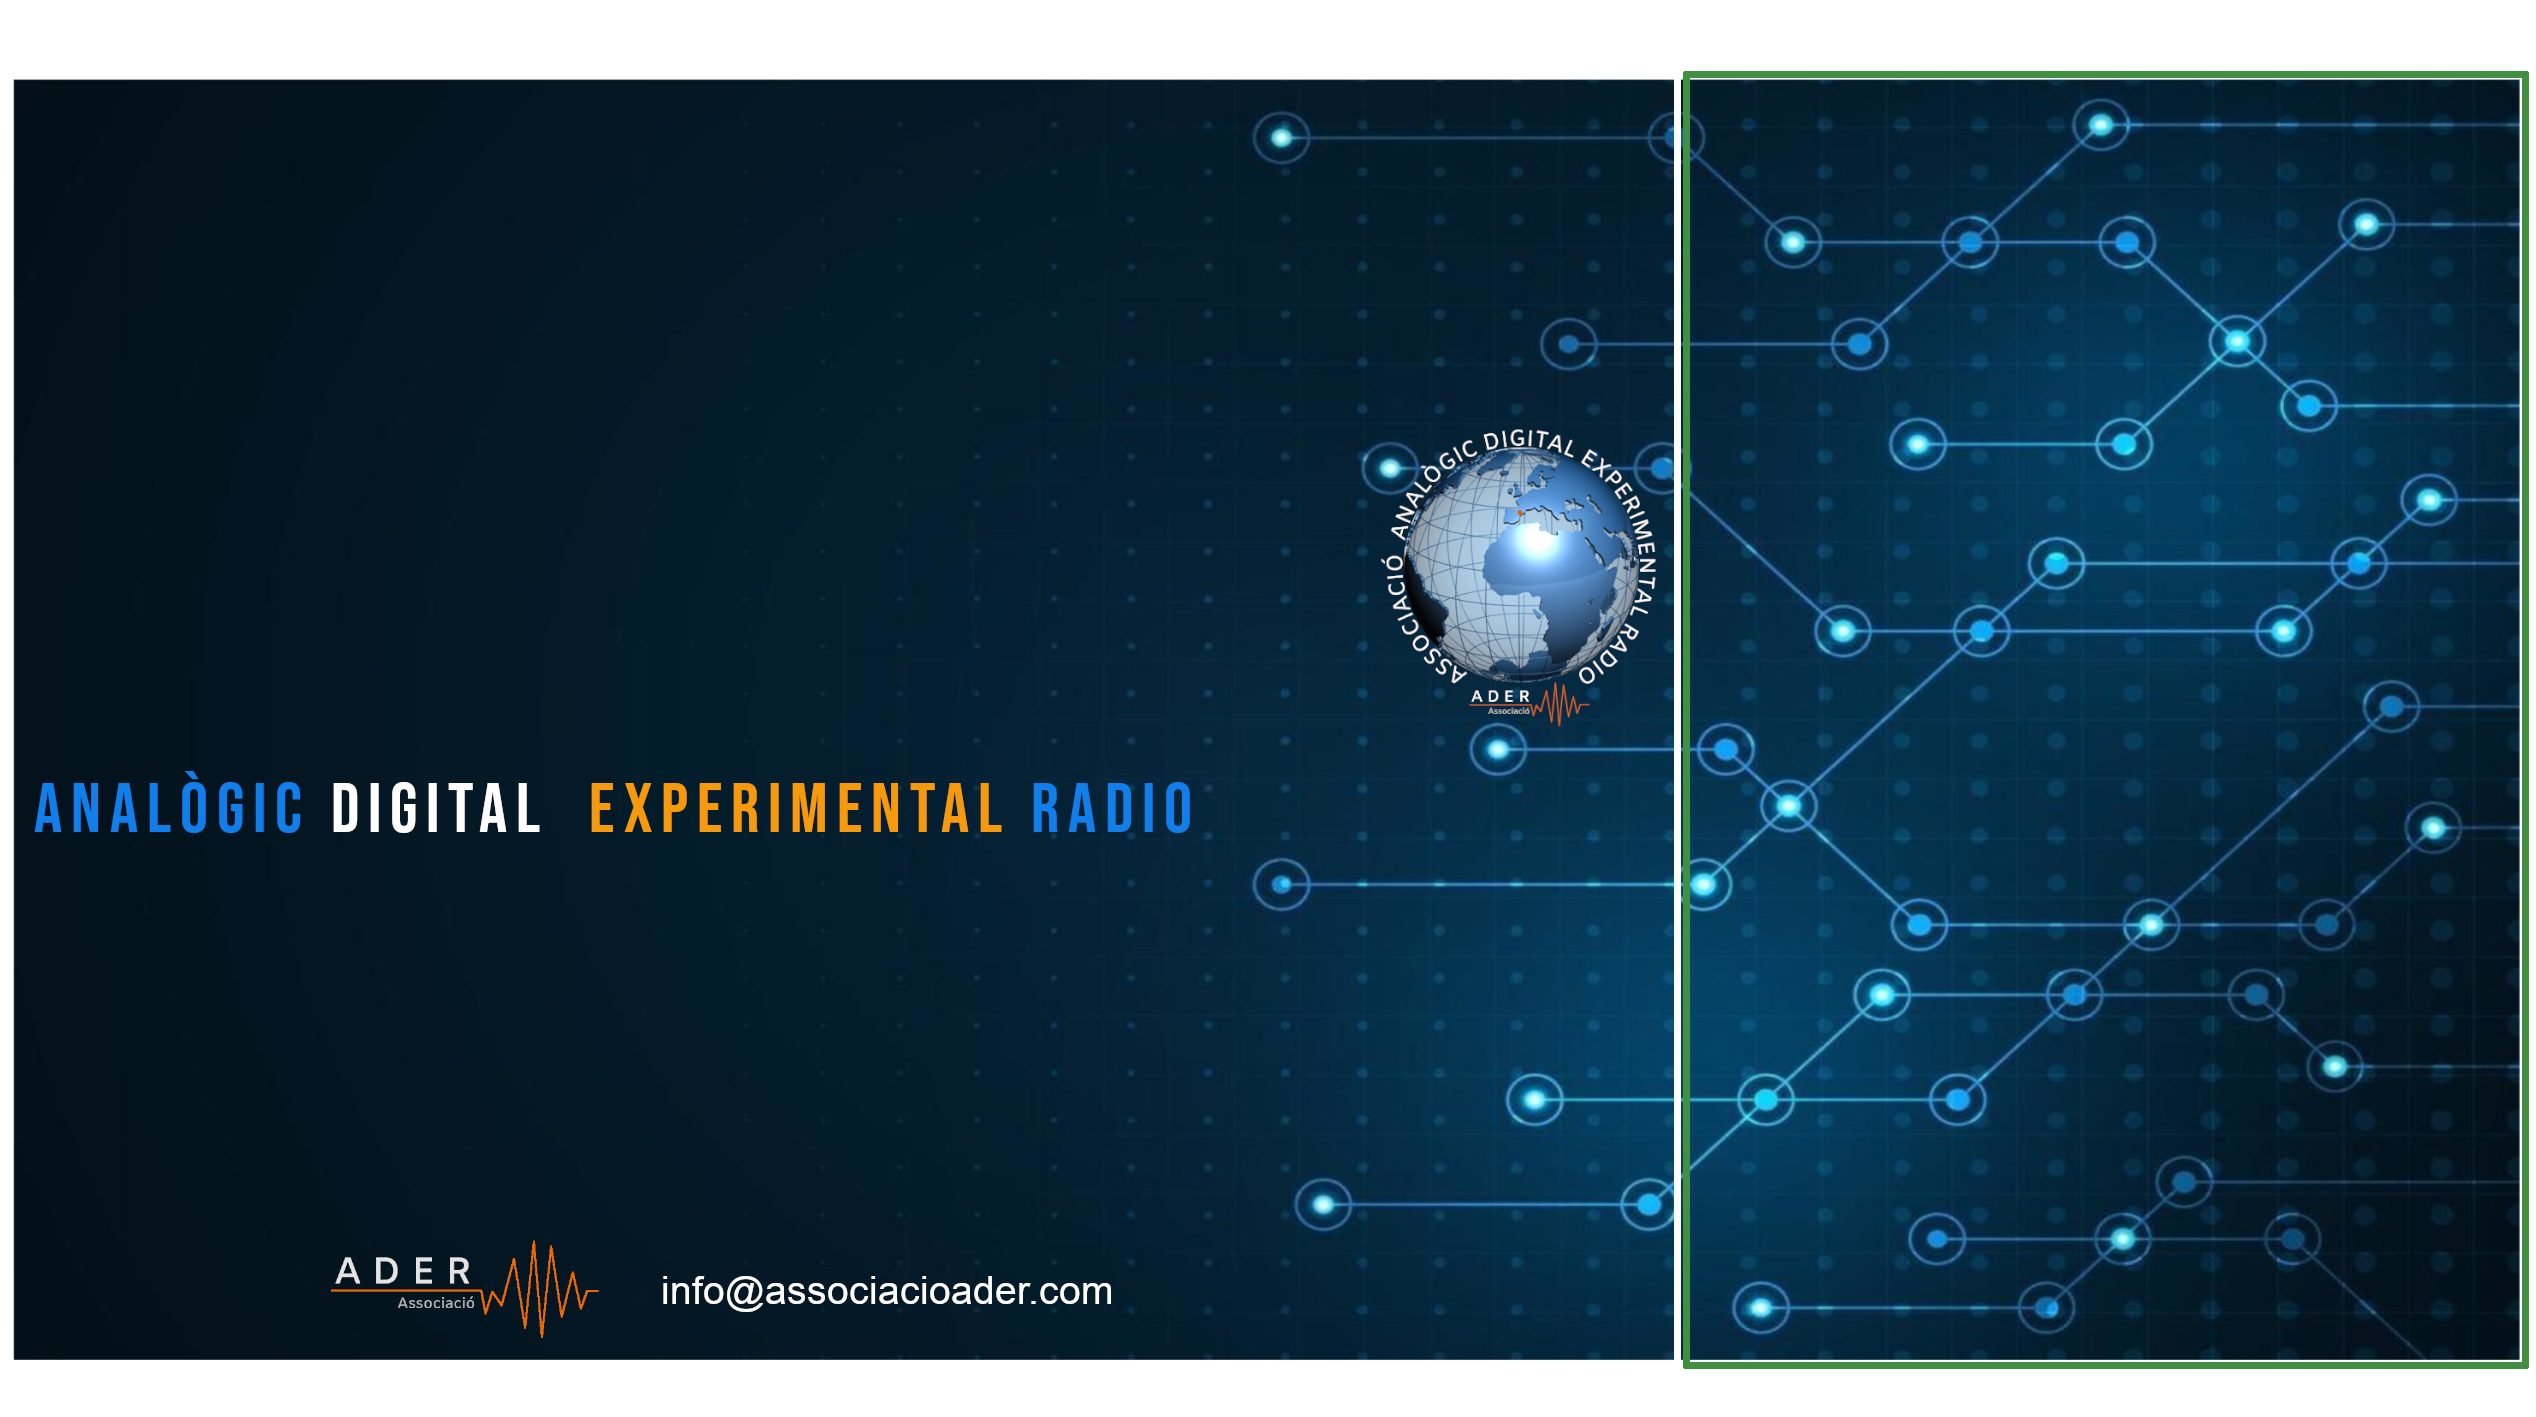 ASSOCIACIÓ ANALÒGIC DIGITAL EXPERIMENTAL RADIO
ADER
Associació
ANALÒGIC DIGITAL EXPERIMENTAL RADIO
ADER
Associació
info@associacioader.com